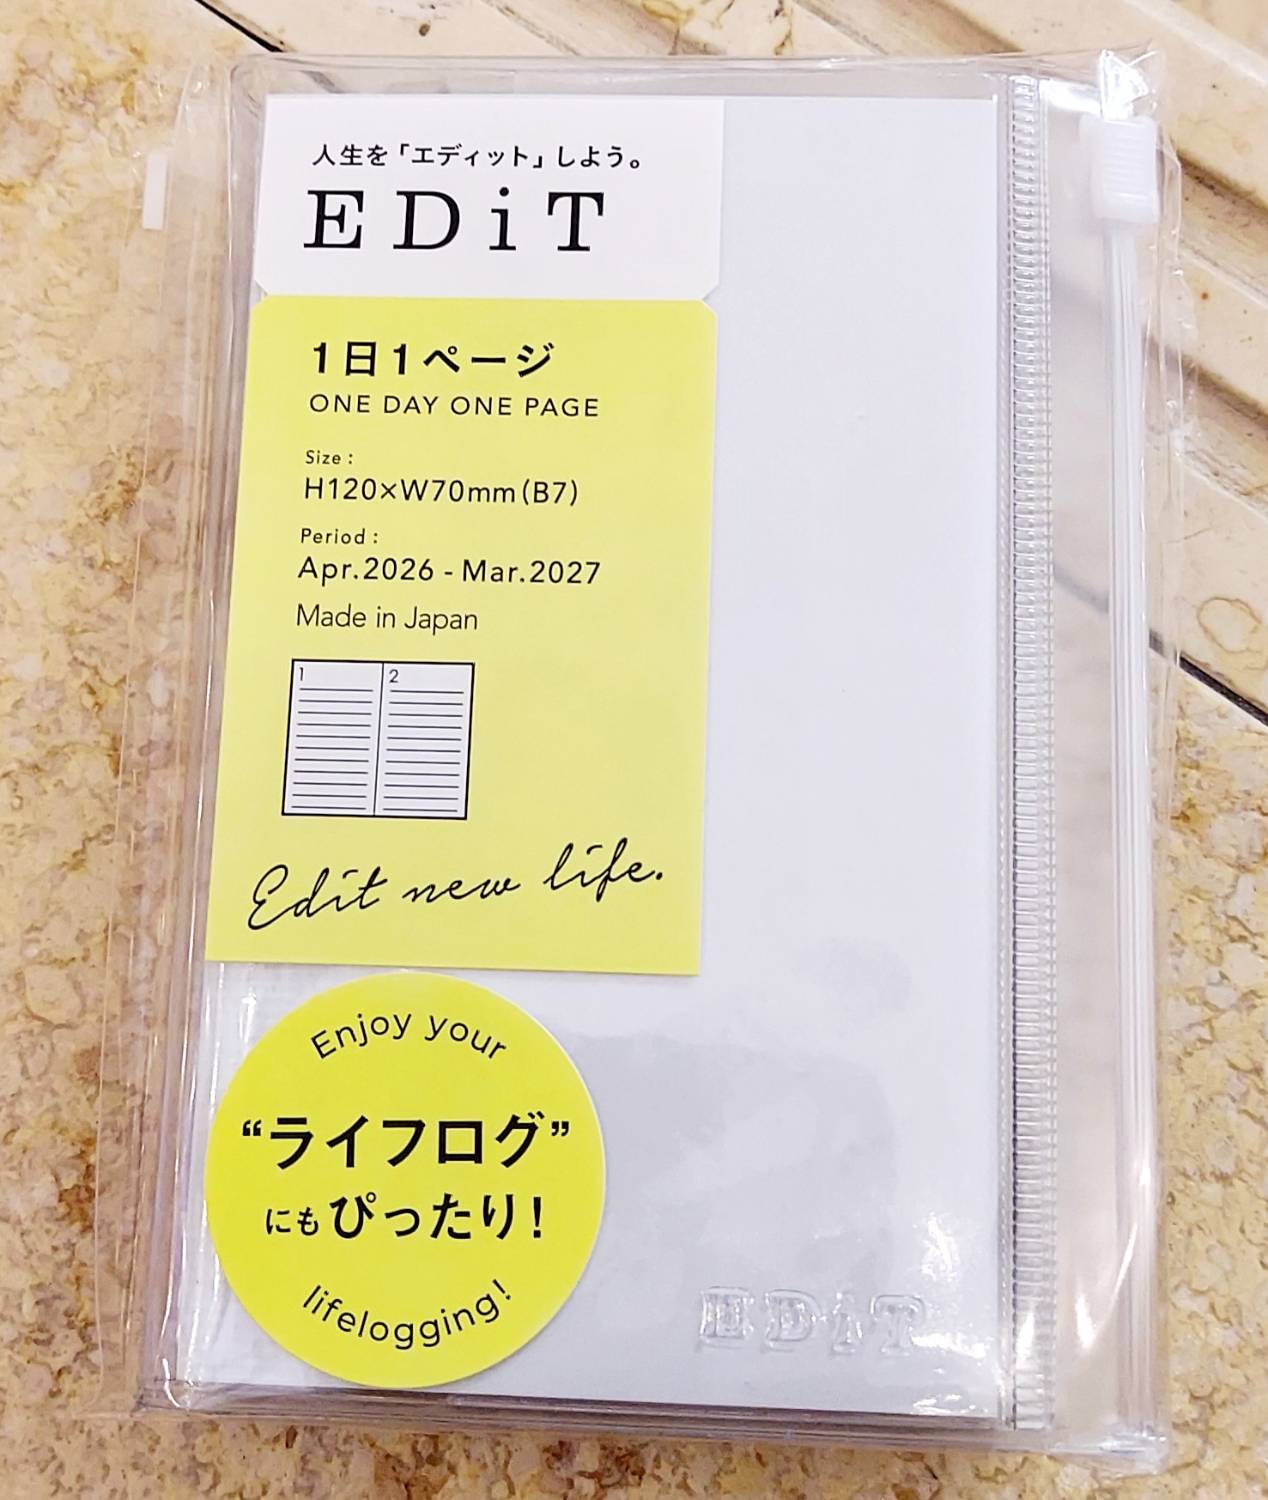 人生を「エディット」しよう。
EDiT
1日1ページ
ONE DAY ONE PAGE
Size :
H120×W70mm(B7)
Period :
Apr.2026 - Mar.2027
Made in Japan
1 2
Edit new life.
Enjoy your
“ライフログ”
にもぴったり!
lifelogging!
EDiT